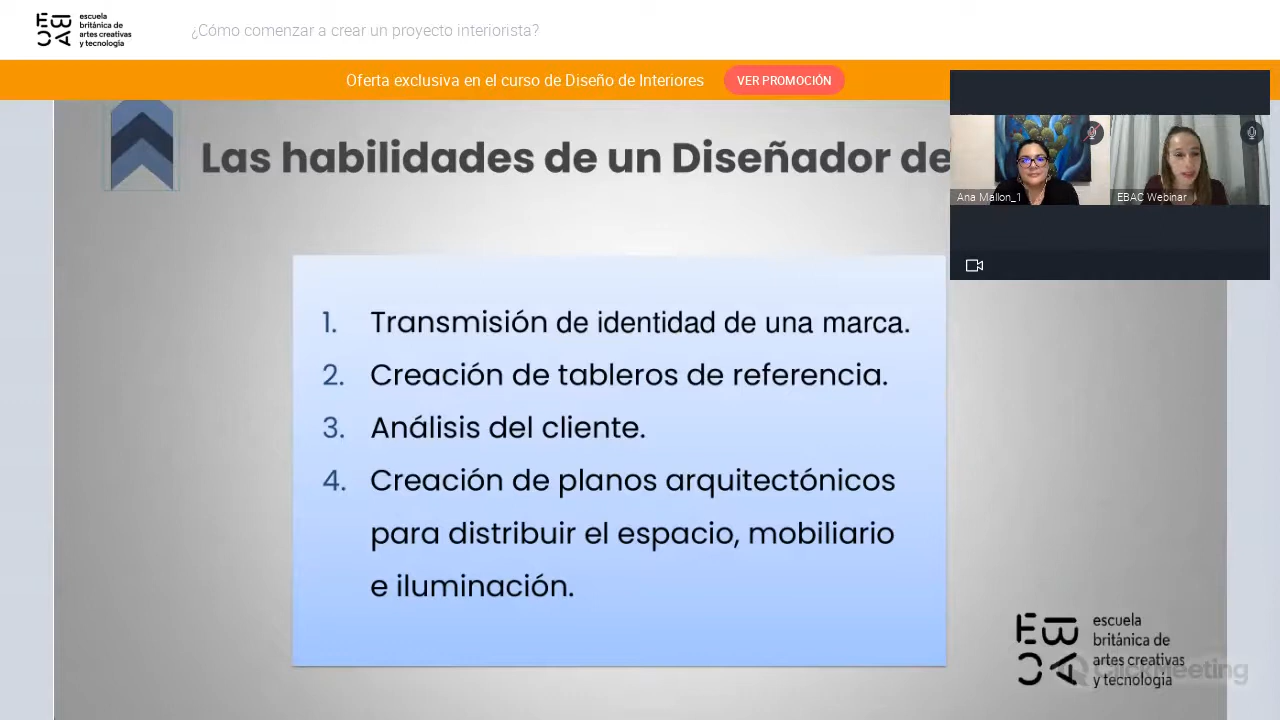 escuela
británica de
artes creativas
y tecnología
¿Cómo comenzar a crear un proyecto interiorista?
Oferta exclusiva en el curso de Diseño de Interiores
VER PROMOCIÓN
Las habilidades de un Diseñador de
Ana Mallon_1
EBAC Webinar
1. Transmisión de identidad de una marca.
2. Creación de tableros de referencia.
3. Análisis del cliente.
4. Creación de planos arquitectónicos
para distribuir el espacio, mobiliario
e iluminación.
EBAC
escuela
británica de
artes creativas
y tecnología
ClickMeeting